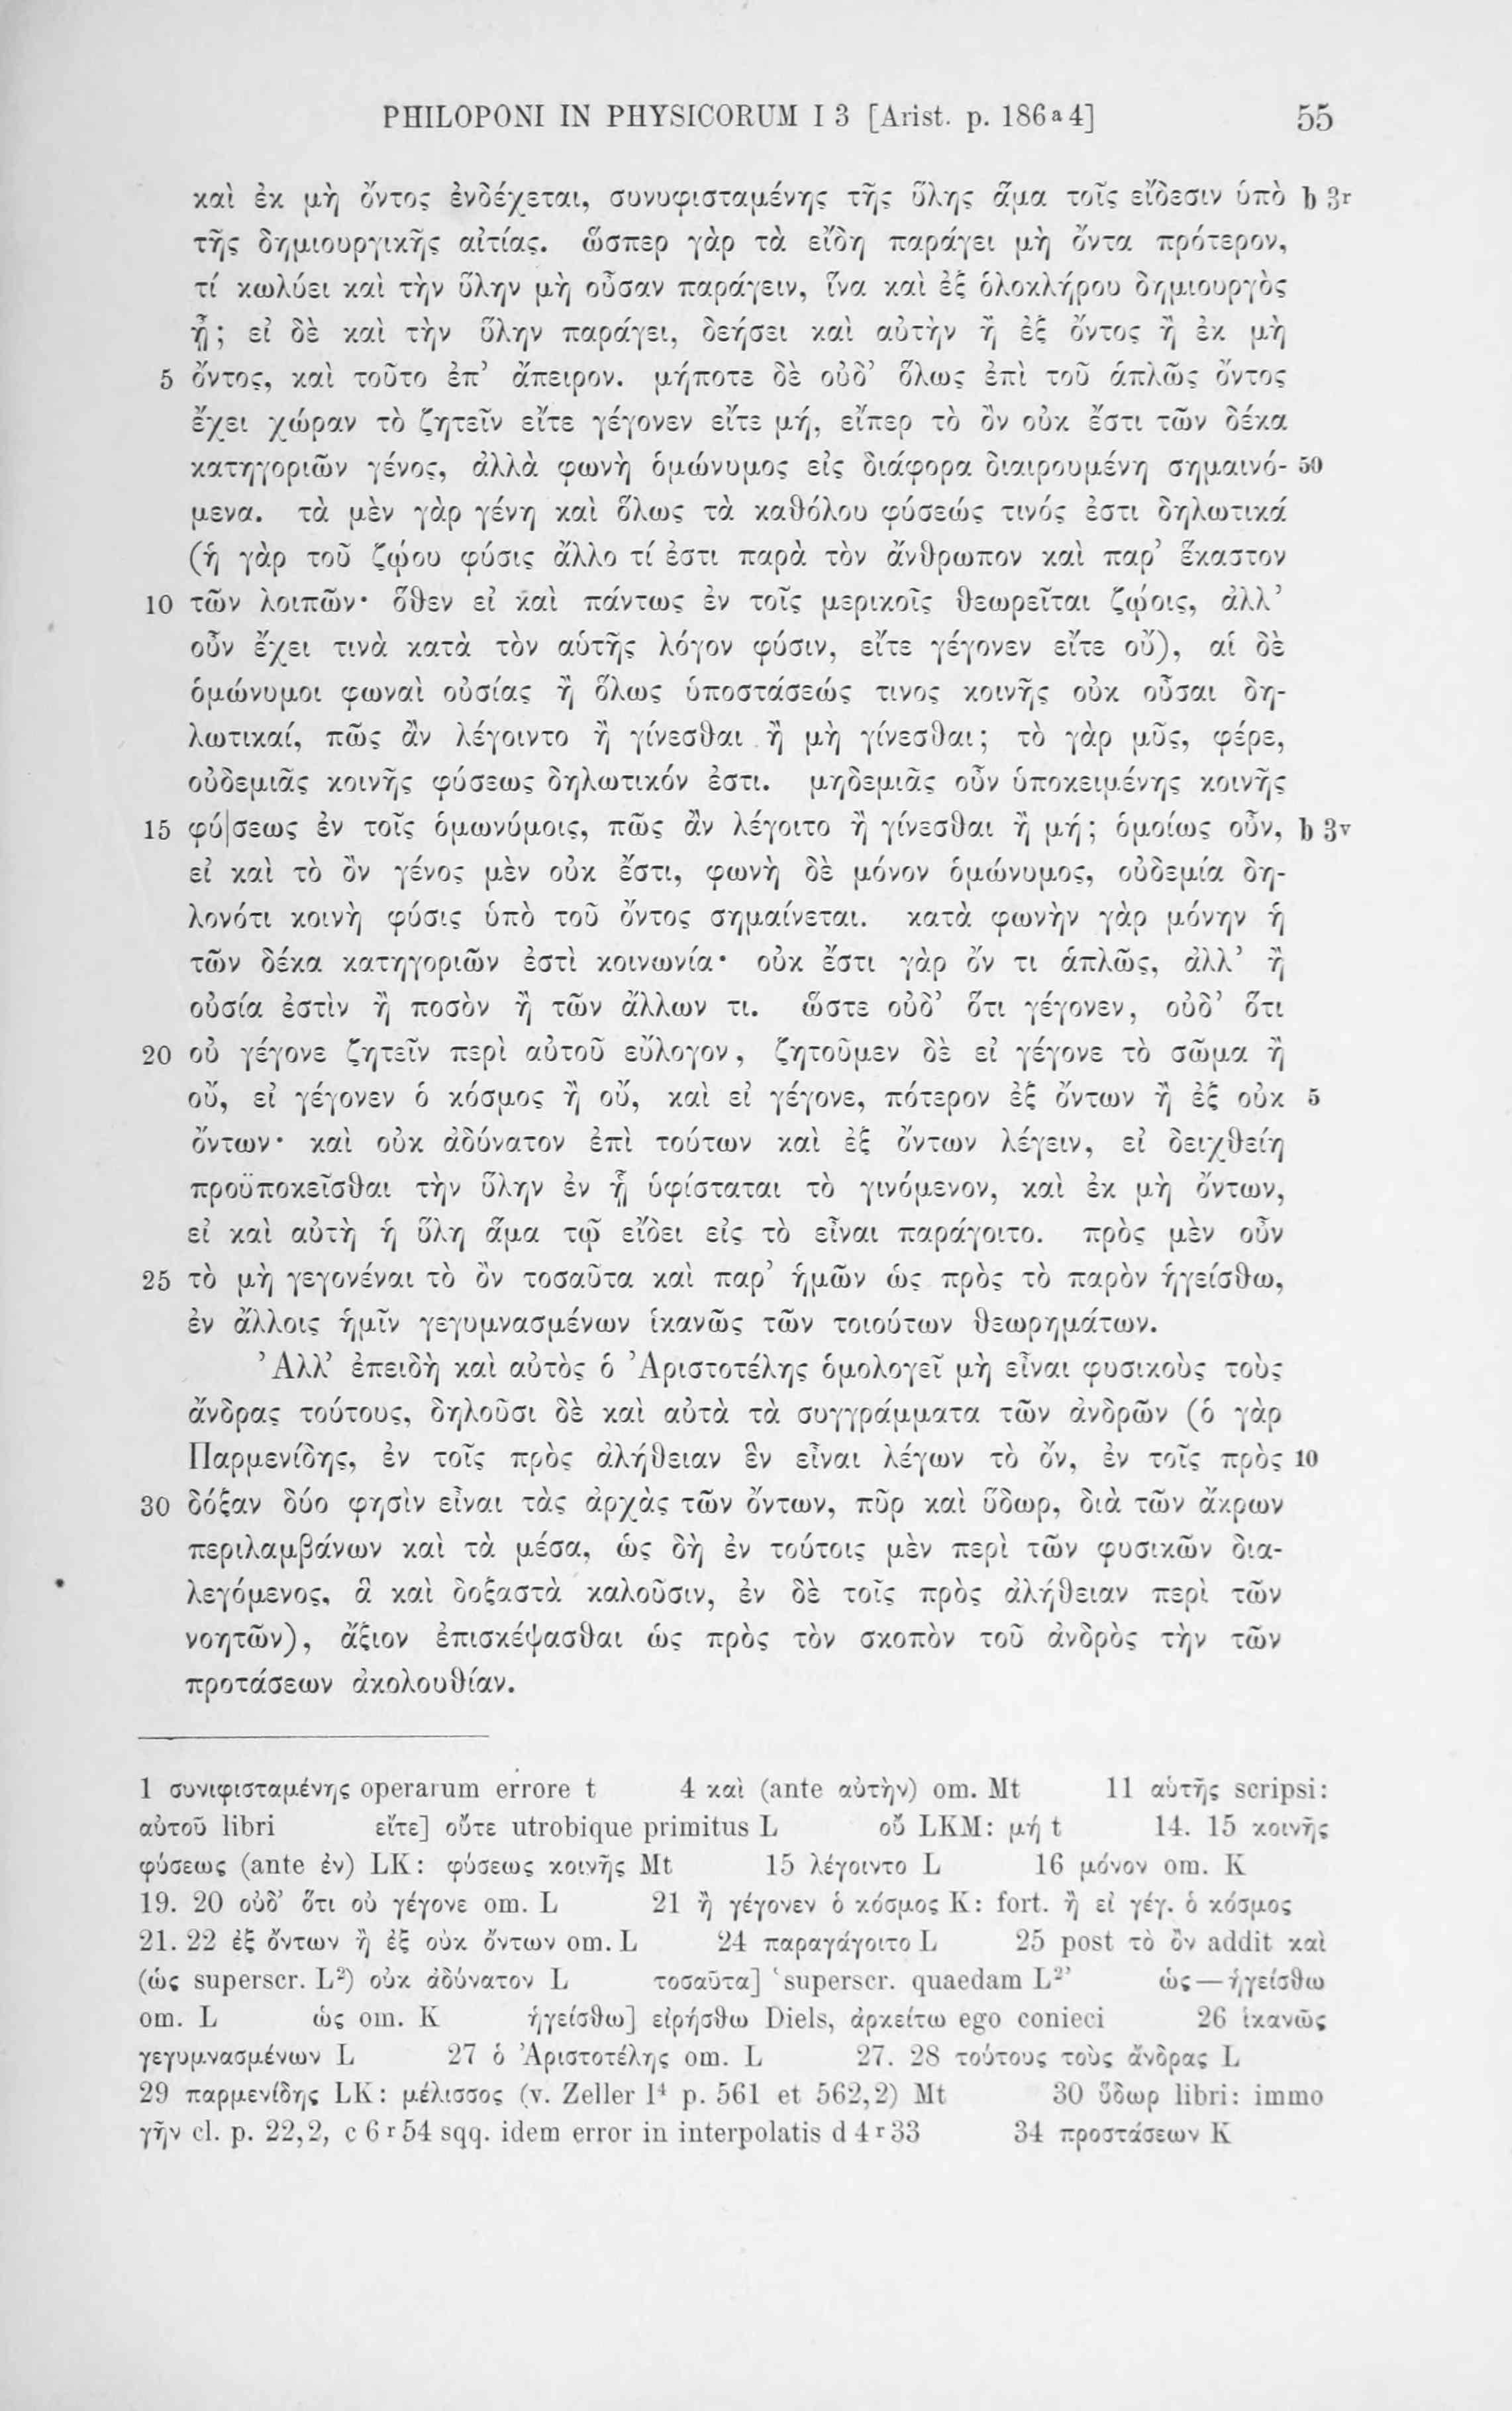 PHILOPONI IN PHYSICORUM I 3 [Arist. p. 186ᵃ4] 55
καὶ ἐκ μὴ ὄντος ἐνδέχεται, συνυφισταμένης τῆς ὕλης ἅμα τοῖς εἴδεσιν ὑπὸ b 3ʳ
τῆς δημιουργικῆς αἰτίας. ὥσπερ γὰρ τὰ εἴδη παράγει μὴ ὄντα πρότερον,
τί κωλύει καὶ τὴν ὕλην μὴ οὖσαν παράγειν, ἵνα καὶ ἐξ ὁλοκλήρου δημιουργὸς
ᾖ; εἰ δὲ καὶ τὴν ὕλην παράγει, δεήσει καὶ αὐτὴν ἢ ἐξ ὄντος ἢ ἐκ μὴ
5 ὄντος, καὶ τοῦτο ἐπ’ ἄπειρον. μήποτε δὲ οὐδ’ ὅλως ἐπὶ τοῦ ἁπλῶς ὄντος
ἔχει χώραν τὸ ζητεῖν εἴτε γέγονεν εἴτε μή, εἴπερ τὸ ὂν οὐκ ἔστι τῶν δέκα
κατηγοριῶν γένος, ἀλλὰ φωνὴ ὁμώνυμος εἰς διάφορα διαιρουμένη σημαινό- 50
μενα. τὰ μὲν γὰρ γένη καὶ ὅλως τὰ καθόλου φύσεώς τινός ἐστι δηλωτικά
(ἡ γὰρ τοῦ ζῴου φύσις ἄλλο τί ἐστι παρὰ τὸν ἄνθρωπον καὶ παρ’ ἕκαστον
10 τῶν λοιπῶν· ὅθεν εἰ καὶ πάντως ἐν τοῖς μερικοῖς θεωρεῖται ζῴοις, ἀλλ’
οὖν ἔχει τινὰ κατὰ τὸν αὑτῆς λόγον φύσιν, εἴτε γέγονεν εἴτε οὔ), αἱ δὲ
ὁμώνυμοι φωναὶ οὐσίας ἢ ὅλως ὑποστάσεώς τινος κοινῆς οὐκ οὖσαι δη-
λωτικαί, πῶς ἂν λέγοιντο ἢ γίνεσθαι ἢ μὴ γίνεσθαι; τὸ γὰρ μῦς, φέρε,
οὐδεμιᾶς κοινῆς φύσεως δηλωτικόν ἐστι. μηδεμιᾶς οὖν ὑποκειμένης κοινῆς
15 φύ|σεως ἐν τοῖς ὁμωνύμοις, πῶς ἂν λέγοιτο ἢ γίνεσθαι ἢ μή; ὁμοίως οὖν, b 3ᵛ
εἰ καὶ τὸ ὂν γένος μὲν οὐκ ἔστι, φωνὴ δὲ μόνον ὁμώνυμος, οὐδεμία δη-
λονότι κοινὴ φύσις ὑπὸ τοῦ ὄντος σημαίνεται. κατὰ φωνὴν γὰρ μόνην ἡ
τῶν δέκα κατηγοριῶν ἐστὶ κοινωνία· οὐκ ἔστι γὰρ ὄν τι ἁπλῶς, ἀλλ’ ἢ
οὐσία ἐστὶν ἢ ποσὸν ἢ τῶν ἄλλων τι. ὥστε οὐδ’ ὅτι γέγονεν, οὐδ’ ὅτι
20 οὐ γέγονε ζητεῖν περὶ αὐτοῦ εὔλογον, ζητοῦμεν δὲ εἰ γέγονε τὸ σῶμα ἢ
οὔ, εἰ γέγονεν ὁ κόσμος ἢ οὔ, καὶ εἰ γέγονε, πότερον ἐξ ὄντων ἢ ἐξ οὐκ 5
ὄντων· καὶ οὐκ ἀδύνατον ἐπὶ τούτων καὶ ἐξ ὄντων λέγειν, εἰ δειχθείη
προϋποκεῖσθαι τὴν ὕλην ἐν ᾗ ὑφίσταται τὸ γινόμενον, καὶ ἐκ μὴ ὄντων,
εἰ καὶ αὐτὴ ἡ ὕλη ἅμα τῷ εἴδει εἰς τὸ εἶναι παράγοιτο. πρὸς μὲν οὖν
25 τὸ μὴ γεγονέναι τὸ ὂν τοσαῦτα καὶ παρ’ ἡμῶν ὡς πρὸς τὸ παρὸν ἡγείσθω,
ἐν ἄλλοις ἡμῖν γεγυμνασμένων ἱκανῶς τῶν τοιούτων θεωρημάτων.
Ἀλλ’ ἐπειδὴ καὶ αὐτὸς ὁ Ἀριστοτέλης ὁμολογεῖ μὴ εἶναι φυσικοὺς τοὺς
ἄνδρας τούτους, δηλοῦσι δὲ καὶ αὐτὰ τὰ συγγράμματα τῶν ἀνδρῶν (ὁ γὰρ
Παρμενίδης, ἐν τοῖς πρὸς ἀλήθειαν ἓν εἶναι λέγων τὸ ὄν, ἐν τοῖς πρὸς 10
30 δόξαν δύο φησὶν εἶναι τὰς ἀρχὰς τῶν ὄντων, πῦρ καὶ ὕδωρ, διὰ τῶν ἄκρων
περιλαμβάνων καὶ τὰ μέσα, ὡς δὴ ἐν τούτοις μὲν περὶ τῶν φυσικῶν δια-
λεγόμενος, ἃ καὶ δοξαστὰ καλοῦσιν, ἐν δὲ τοῖς πρὸς ἀλήθειαν περὶ τῶν
νοητῶν), ἄξιον ἐπισκέψασθαι ὡς πρὸς τὸν σκοπὸν τοῦ ἀνδρὸς τὴν τῶν
προτάσεων ἀκολουθίαν.
1 συνιφισταμένης operarum errore t 4 καὶ (ante αὐτὴν) om. Mt 11 αὑτῆς scripsi:
αὐτοῦ libri εἴτε] οὔτε utrobique primitus L οὔ LKM: μή t 14. 15 κοινῆς
φύσεως (ante ἐν) LK: φύσεως κοινῆς Mt 15 λέγοιντο L 16 μόνον om. K
19. 20 οὐδ’ ὅτι οὐ γέγονε om. L 21 ἢ γέγονεν ὁ κόσμος K: fort. ἢ εἰ γέγ. ὁ κόσμος
21. 22 ἐξ ὄντων ἢ ἐξ οὐκ ὄντων om. L 24 παραγάγοιτο L 25 post τὸ ὂν addit καὶ
(ὡς superscr. L²) οὐκ ἀδύνατον L τοσαῦτα] ‘superscr. quaedam L²’ ὡς — ἡγείσθω
om. L ὡς om. K ἡγείσθω] εἰρήσθω Diels, ἀρκείτω ego conieci 26 ἱκανῶς
γεγυμνασμένων L 27 ὁ Ἀριστοτέλης om. L 27. 28 τούτους τοὺς ἄνδρας L
29 παρμενίδης LK: μέλισσος (v. Zeller I⁴ p. 561 et 562,2) Mt 30 ὕδωρ libri: immo
γῆν cl. p. 22,2, c 6ʳ54 sqq. idem error in interpolatis d 4ʳ33 34 προστάσεων K